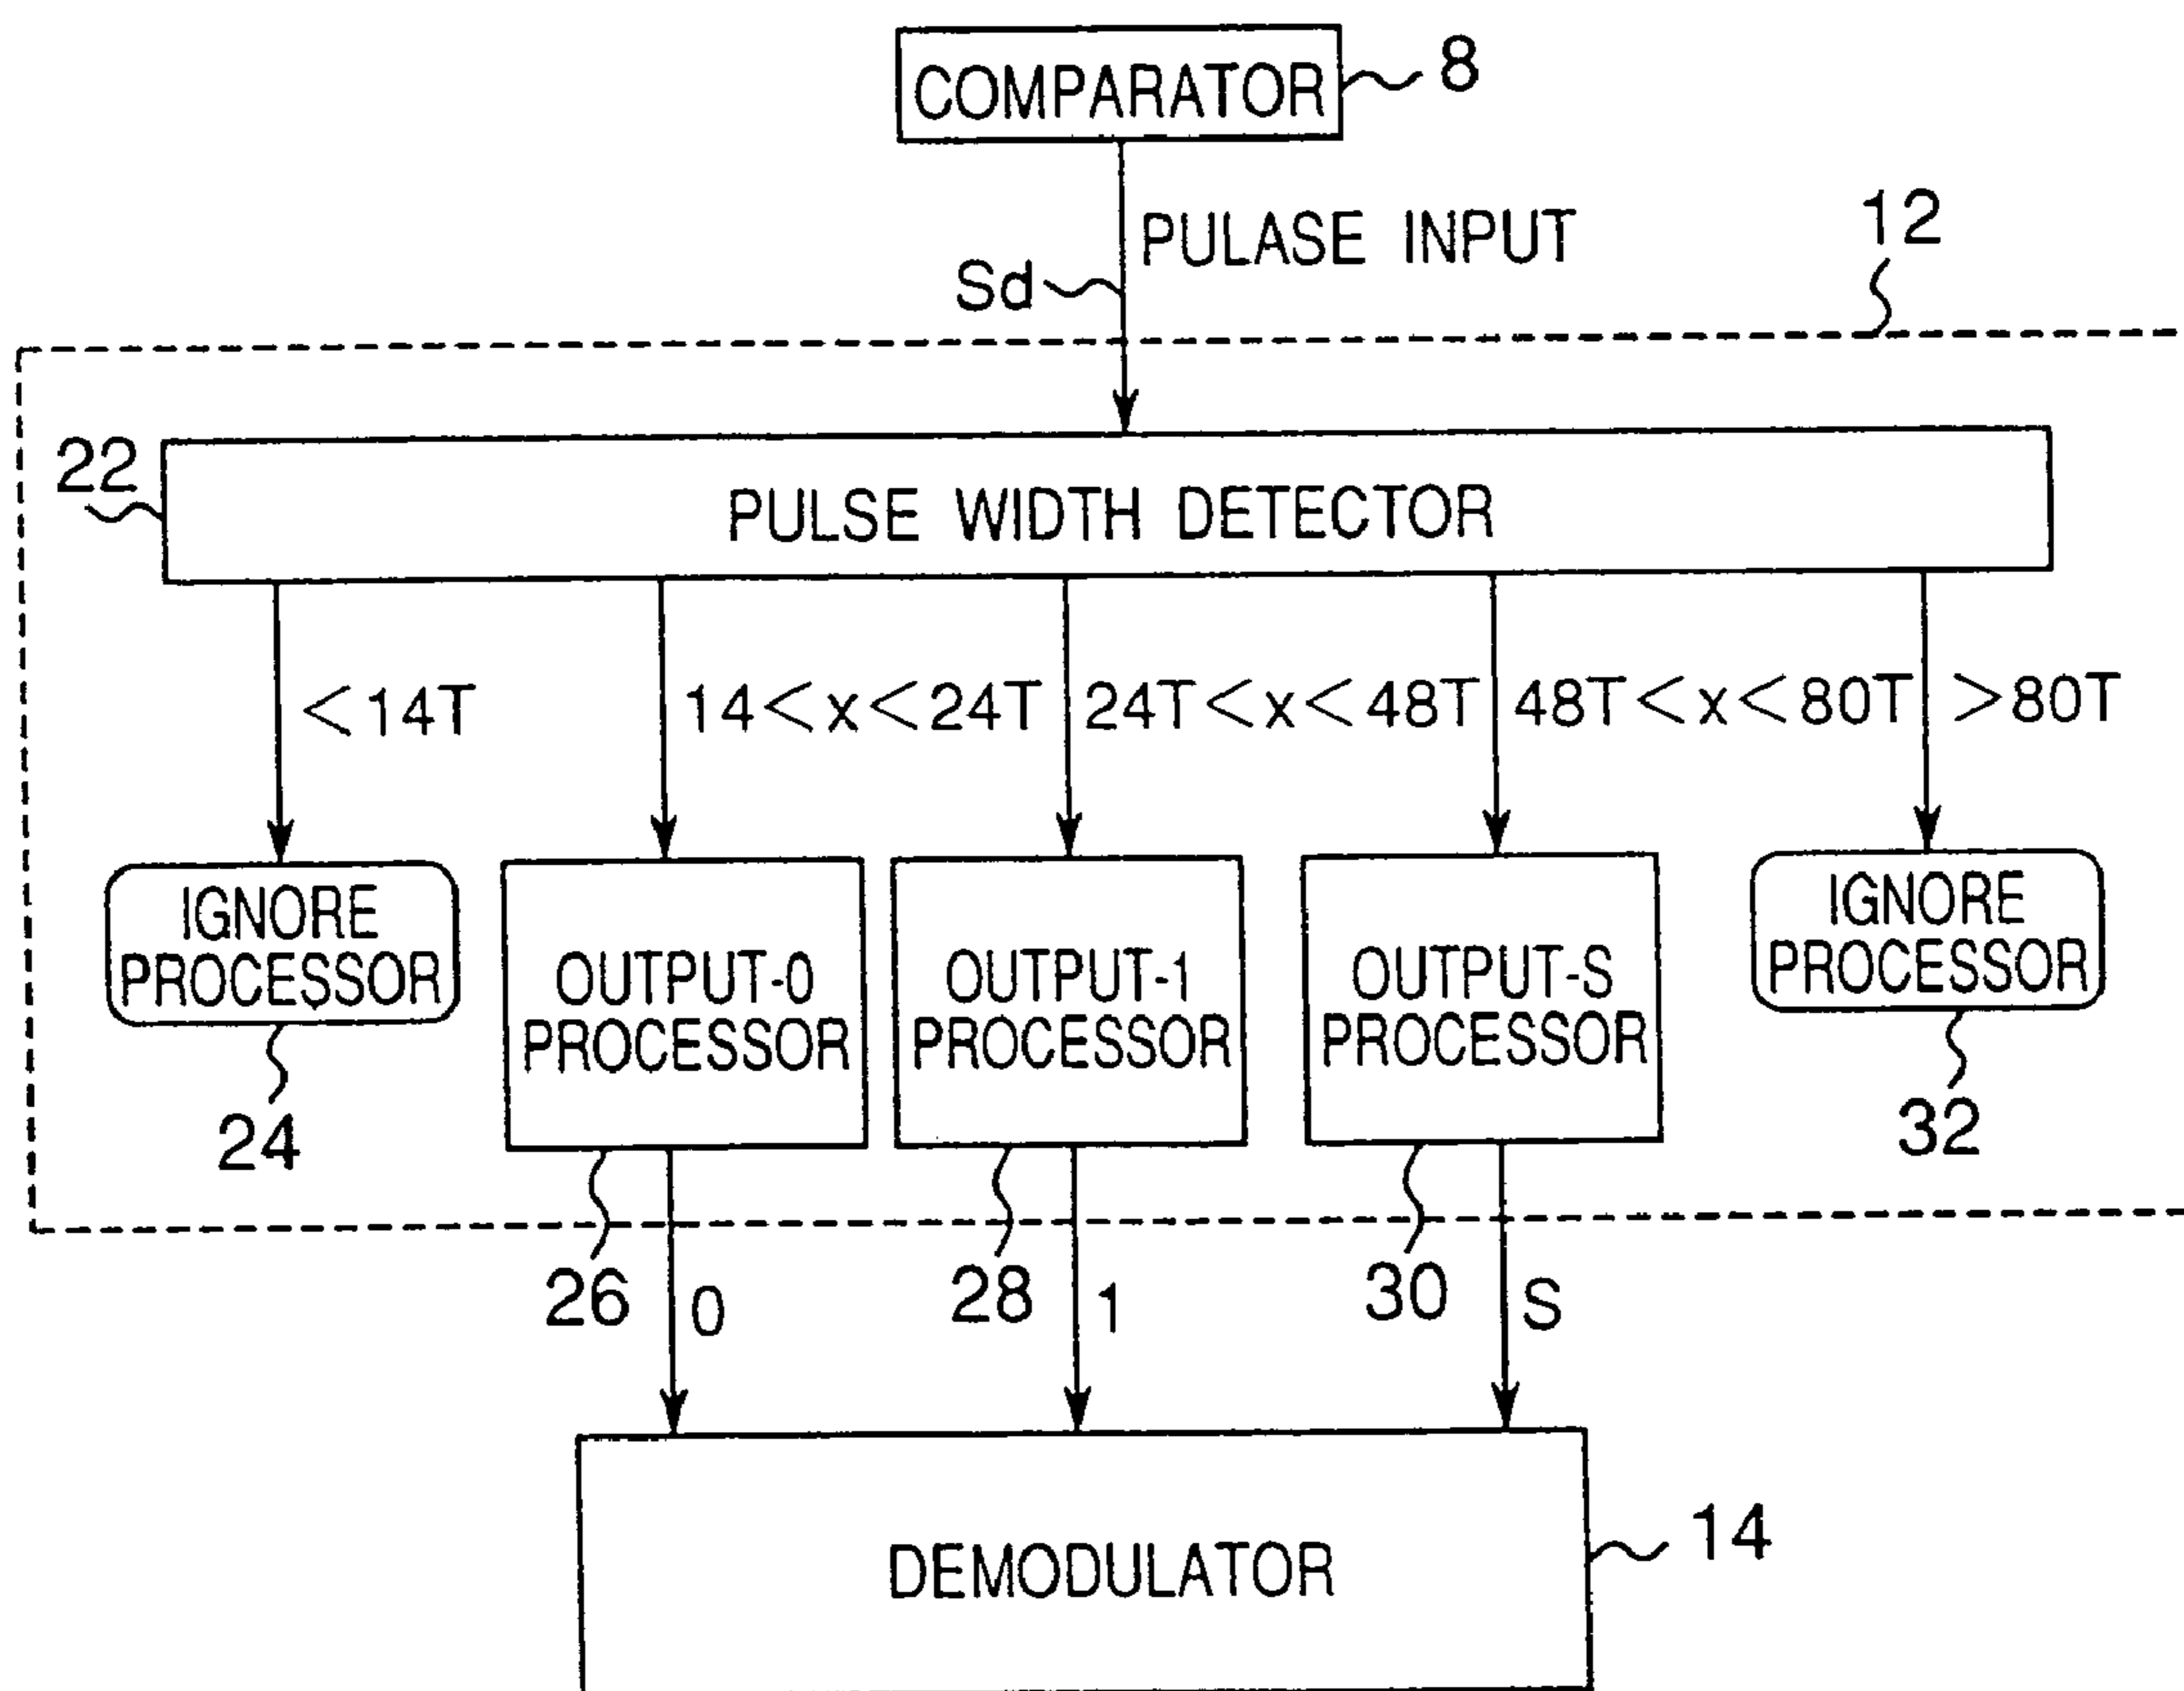 COMPARATOR
8
PULASE INPUT
Sd
12
22
PULSE WIDTH DETECTOR
<14T
14<x<24T
24T<x<48T
48T<x<80T
>80T
IGNORE
PROCESSOR
OUTPUT-0
PROCESSOR
OUTPUT-1
PROCESSOR
OUTPUT-S
PROCESSOR
IGNORE
PROCESSOR
24
26
0
28
1
30
S
32
DEMODULATOR
14